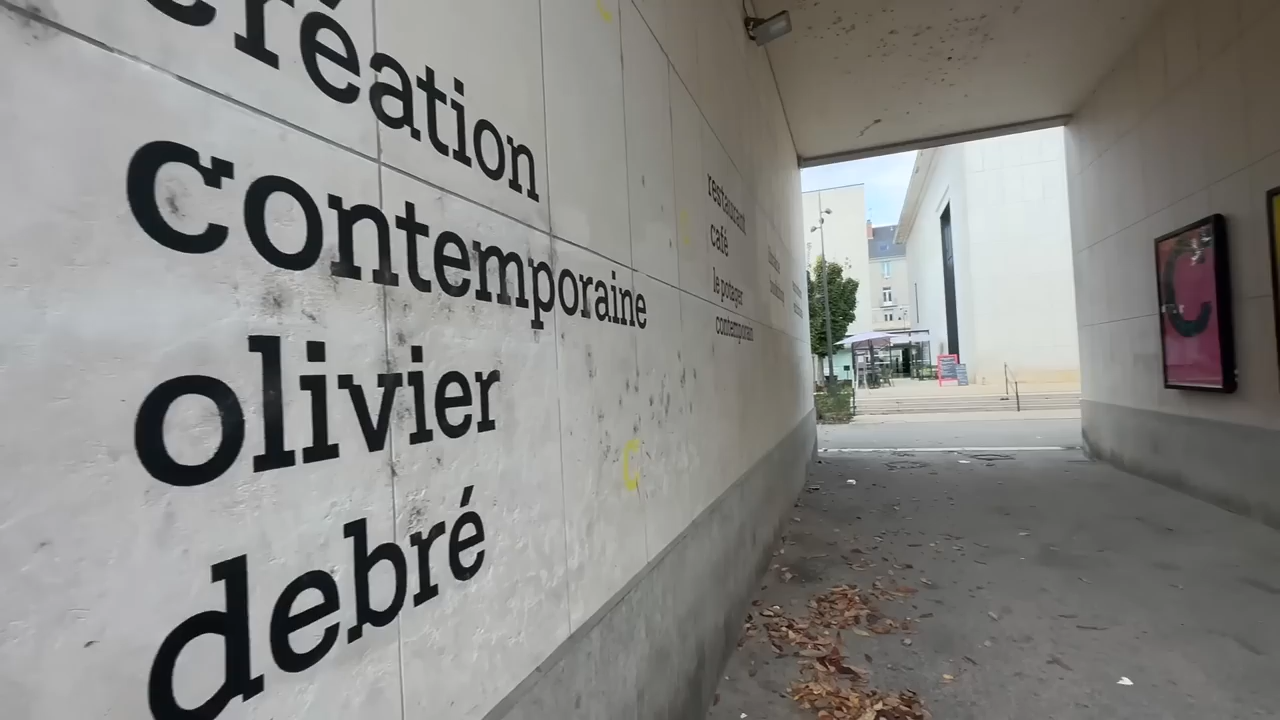 création
contemporaine
olivier
debré
restaurant
café
le potager
contemporain
c
C